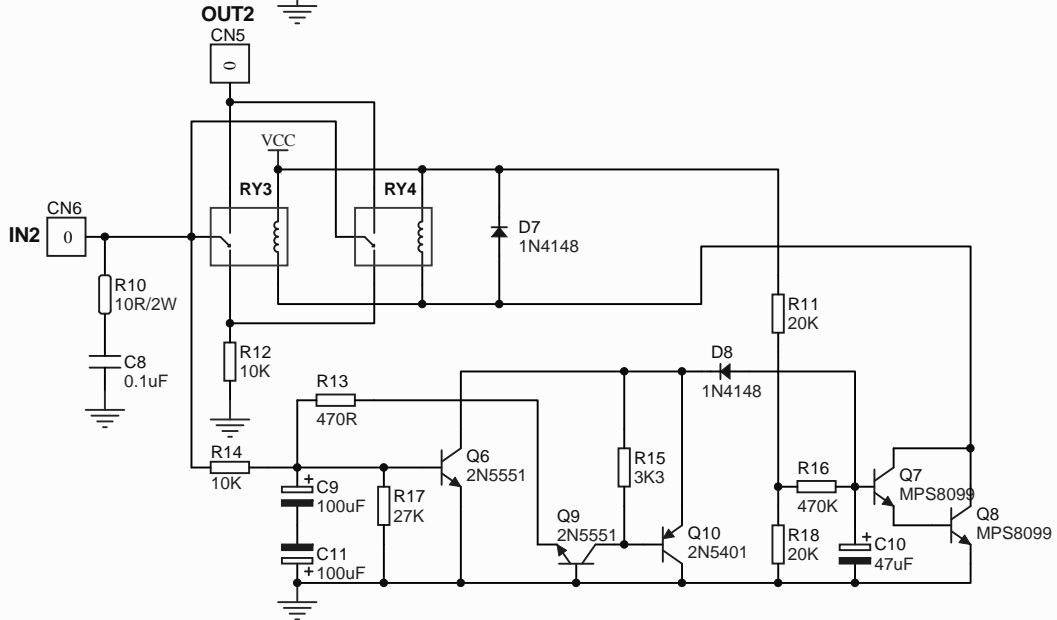 OUT2
CN5
0
VCC
RY3
RY4
CN6
IN2
0
D7
1N4148
R10
10R/2W
R11
20K
C8
0.1uF
R12
10K
D8
1N4148
R13
470R
R14
10K
Q6
2N5551
R15
3K3
R16
470K
Q7
MPS8099
C9
+
100uF
R17
27K
Q9
2N5551
Q10
2N5401
R18
20K
Q8
MPS8099
C11
+
100uF
C10
+
47uF